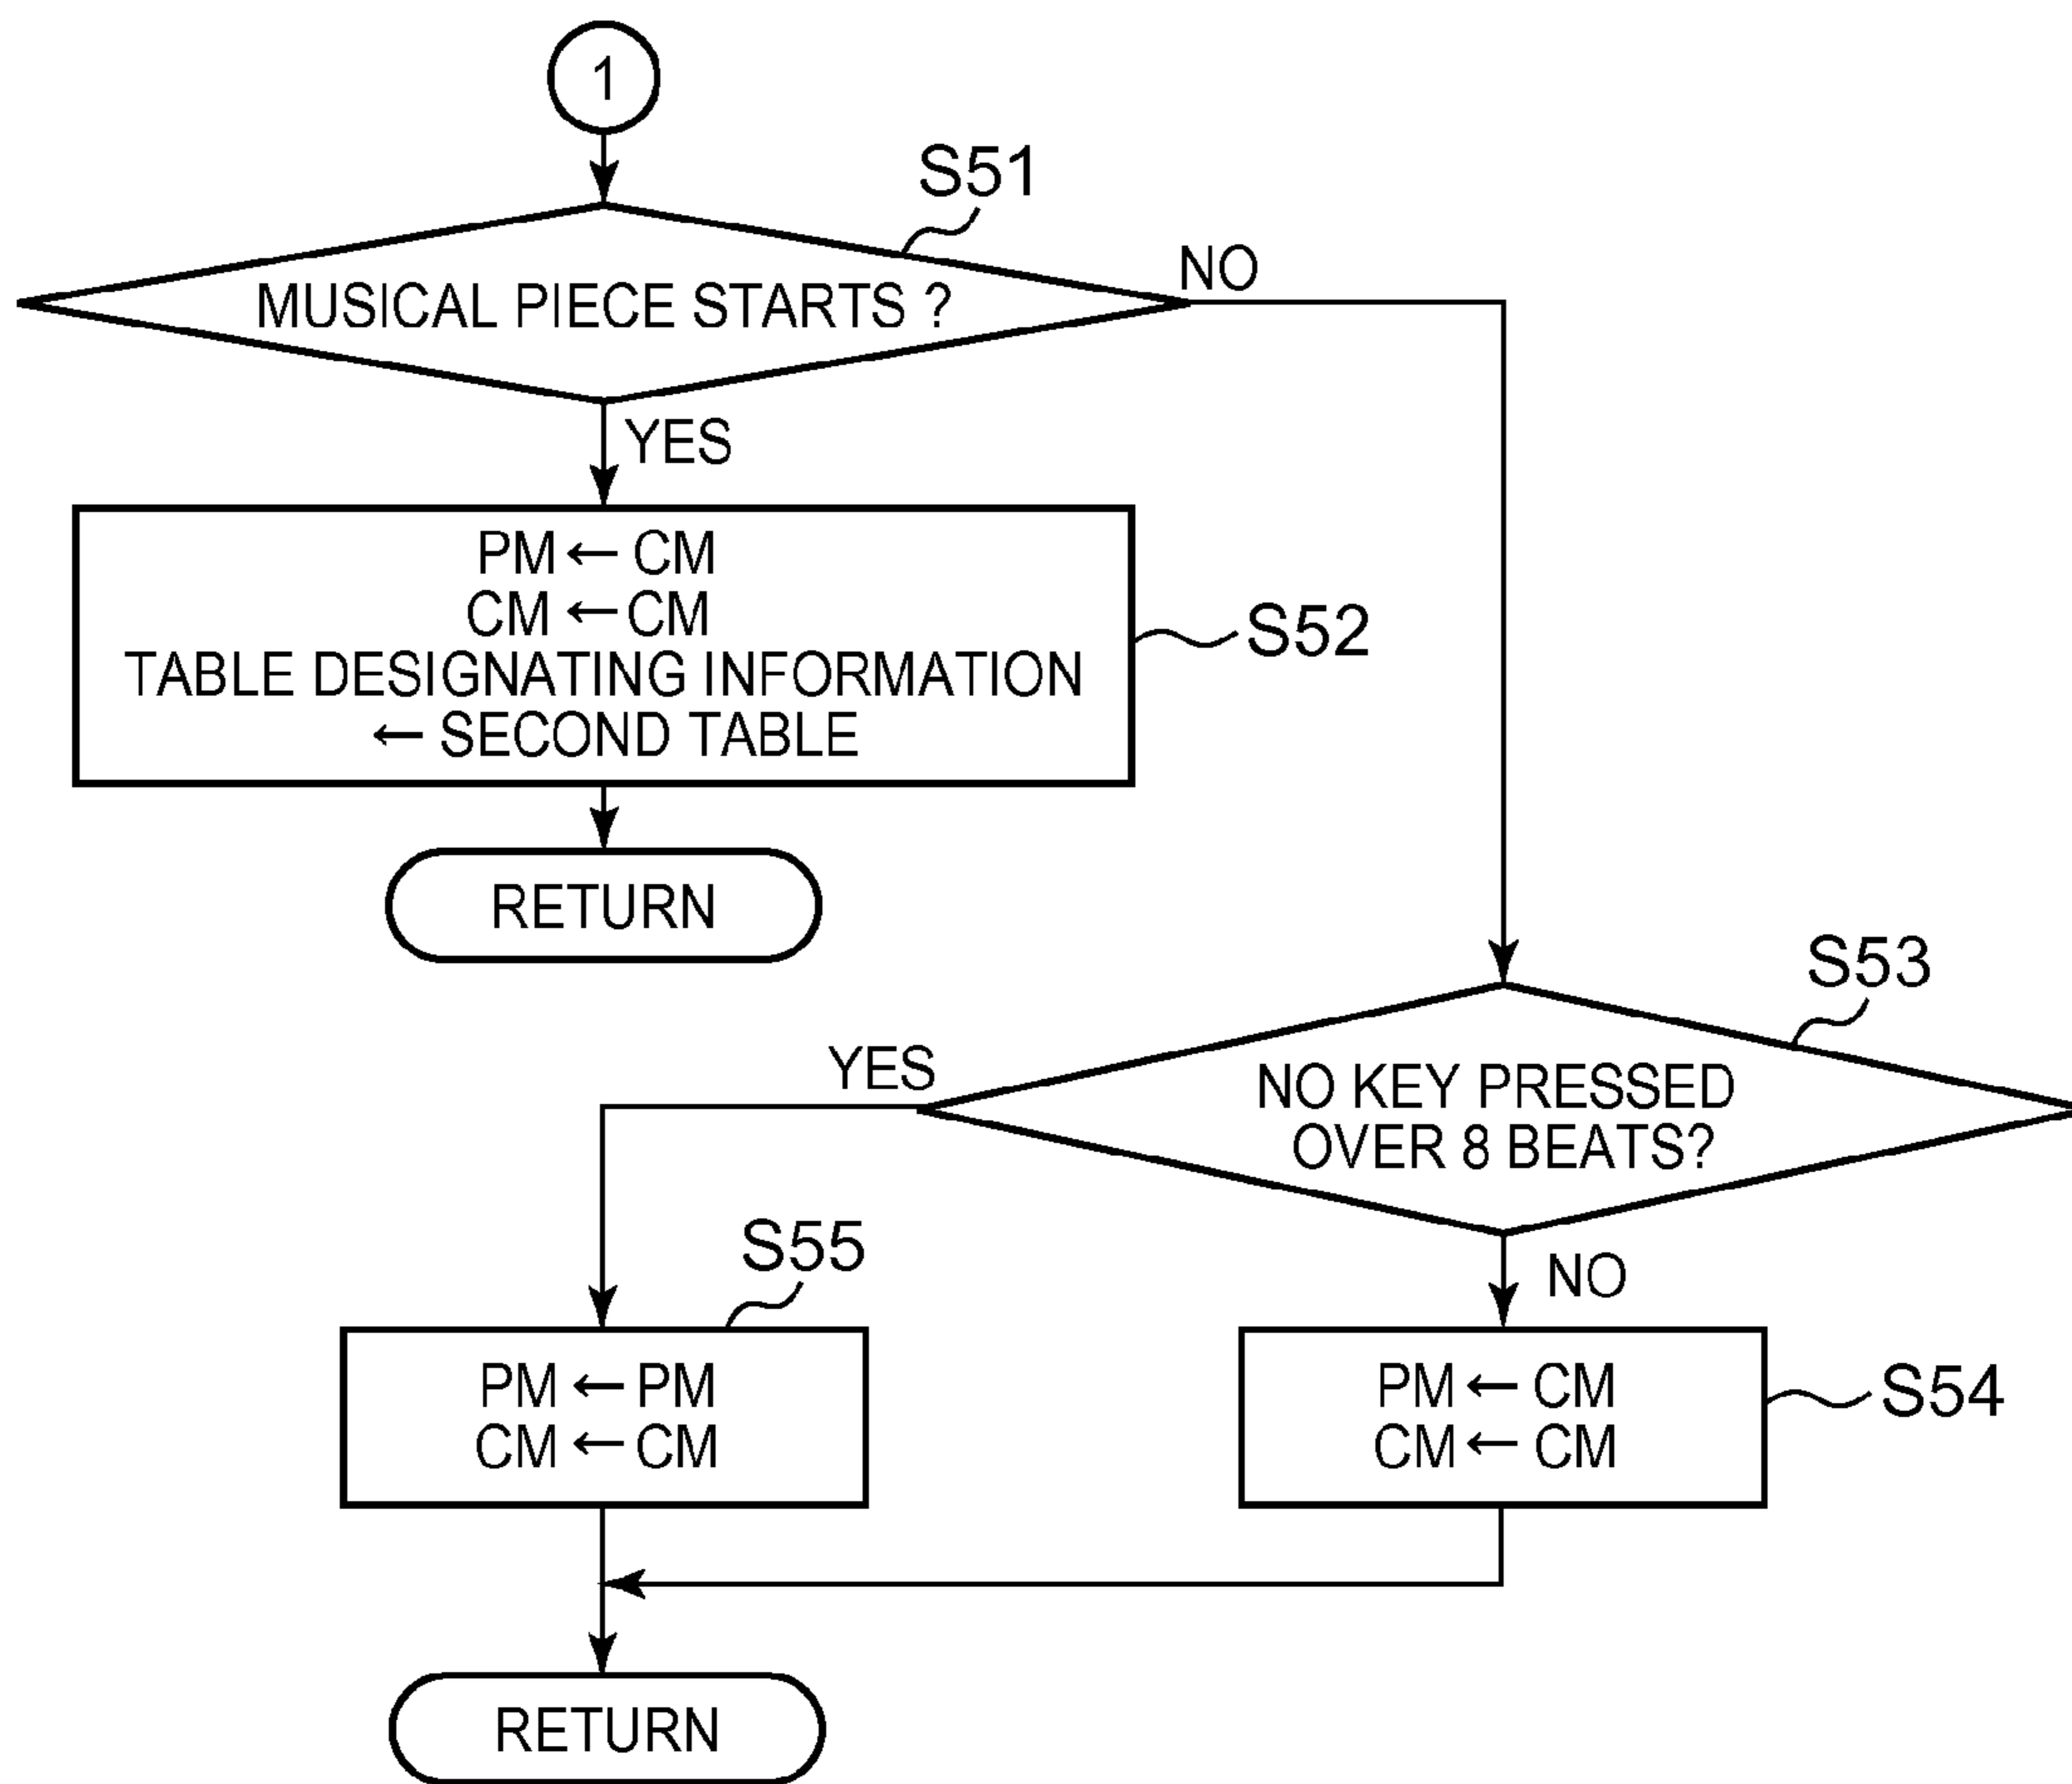 1
S51
MUSICAL PIECE STARTS ?
NO
YES
PM ← CM
CM ← CM
TABLE DESIGNATING INFORMATION
← SECOND TABLE
S52
RETURN
S53
NO KEY PRESSED
OVER 8 BEATS?
YES
NO
S55
PM ← PM
CM ← CM
PM ← CM
CM ← CM
S54
RETURN